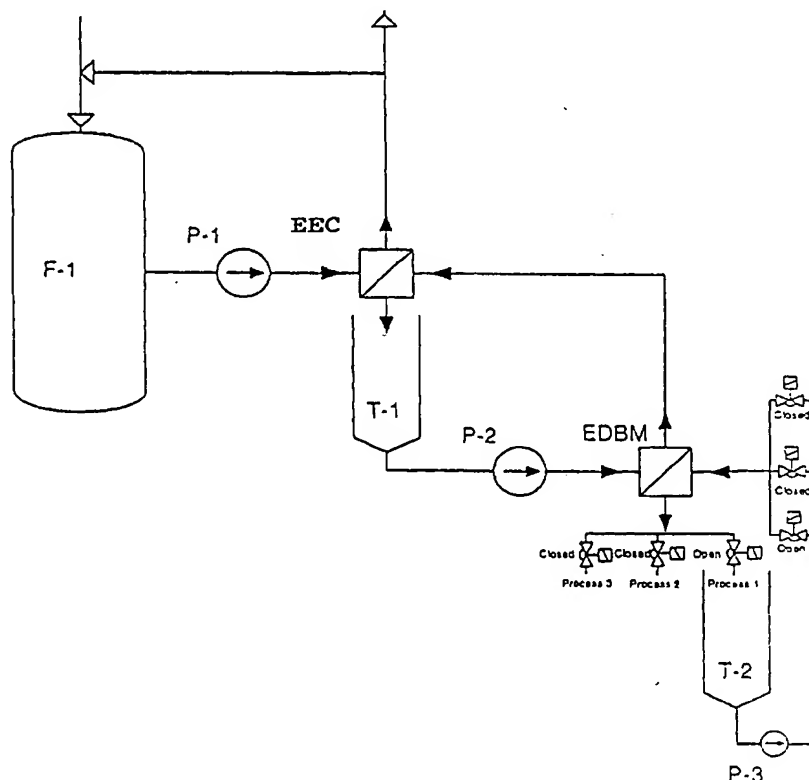 EEC
P-1
F-1
T-1
P-2
EDBM
Closed
Closed
Open
Closed
Closed
Open
Process 3
Process 2
Process 1
T-2
P-3